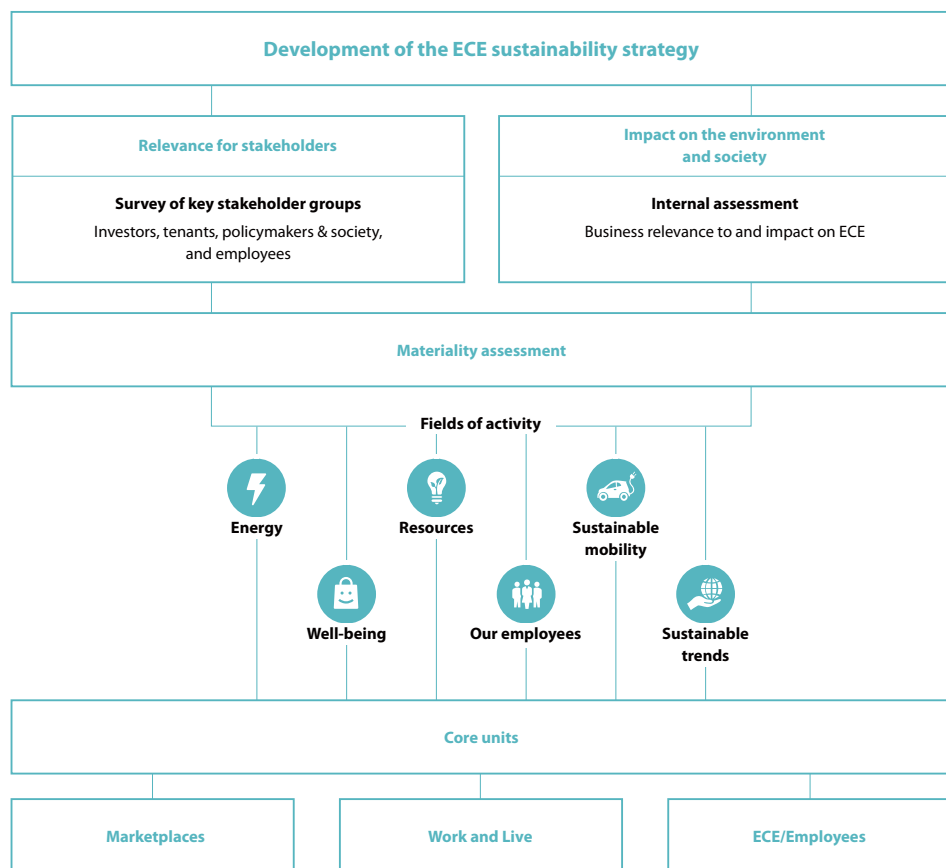 Development of the ECE sustainability strategy
Relevance for stakeholders
Survey of key stakeholder groups
Investors, tenants, policymakers & society,
and employees
Impact on the environment
and society
Internal assessment
Business relevance to and impact on ECE
Materiality assessment
Fields of activity
Energy
Resources
Sustainable
mobility
Well-being
Our employees
Sustainable
trends
Core units
Marketplaces
Work and Live
ECE/Employees